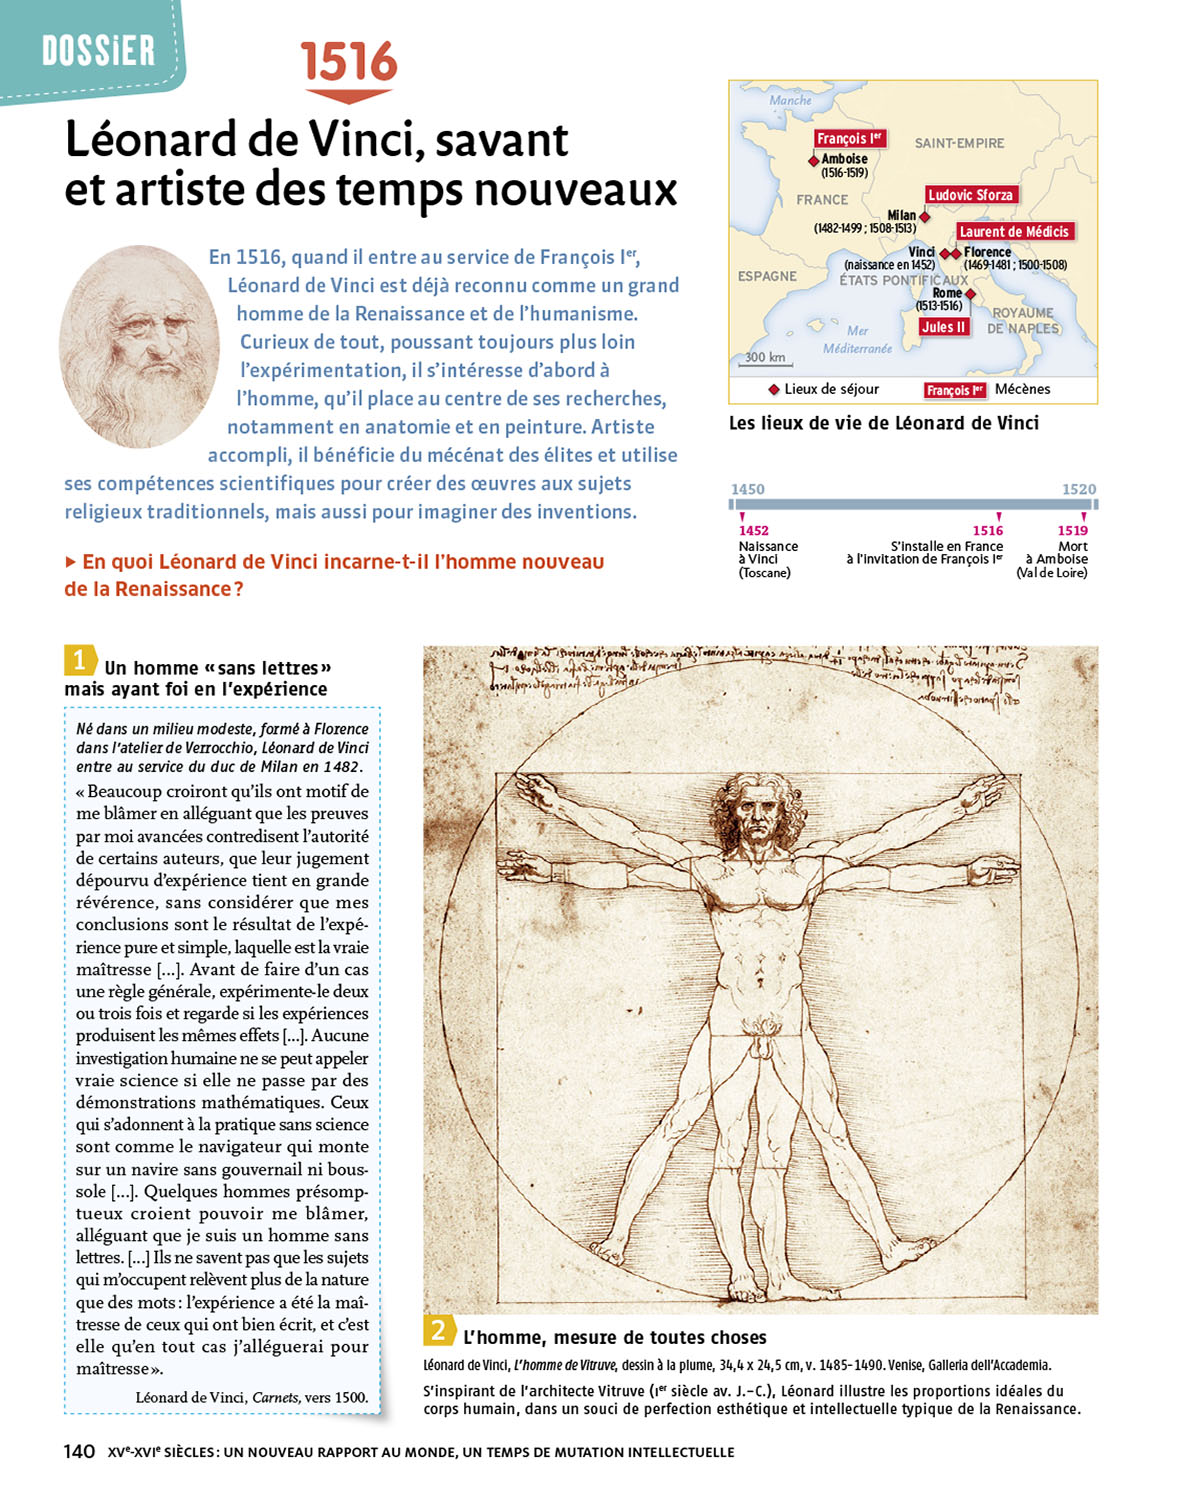 DOSSiER
1516
Léonard de Vinci, savant
et artiste des temps nouveaux
En 1516, quand il entre au service de François Ier,
Léonard de Vinci est déjà reconnu comme un grand
homme de la Renaissance et de l’humanisme.
Curieux de tout, poussant toujours plus loin
l’expérimentation, il s’intéresse d’abord à
l’homme, qu’il place au centre de ses recherches,
notamment en anatomie et en peinture. Artiste
accompli, il bénéficie du mécénat des élites et utilise
ses compétences scientifiques pour créer des œuvres aux sujets
religieux traditionnels, mais aussi pour imaginer des inventions.
▸ En quoi Léonard de Vinci incarne-t-il l’homme nouveau
de la Renaissance ?
Manche
François Ier
SAINT-EMPIRE
Amboise
(1516-1519)
FRANCE
Ludovic Sforza
Milan
(1482-1499 ; 1508-1513)
Laurent de Médicis
Vinci
Florence
(naissance en 1452)
(1469-1481 ; 1500-1508)
ESPAGNE
ÉTATS PONTIFICAUX
Rome
(1513-1516)
ROYAUME
DE NAPLES
Jules II
Mer
Méditerranée
300 km
Lieux de séjour
François Ier
Mécènes
Les lieux de vie de Léonard de Vinci
1450
1520
1452
Naissance
à Vinci
(Toscane)
1516
S’installe en France
à l’invitation de François Ier
1519
Mort
à Amboise
(Val de Loire)
1 Un homme « sans lettres »
mais ayant foi en l’expérience
Né dans un milieu modeste, formé à Florence
dans l’atelier de Verrocchio, Léonard de Vinci
entre au service du duc de Milan en 1482.
« Beaucoup croiront qu’ils ont motif de
me blâmer en alléguant que les preuves
par moi avancées contredisent l’autorité
de certains auteurs, que leur jugement
dépourvu d’expérience tient en grande
révérence, sans considérer que mes
conclusions sont le résultat de l’expé-
rience pure et simple, laquelle est la vraie
maîtresse [...]. Avant de faire d’un cas
une règle générale, expérimente-le deux
ou trois fois et regarde si les expériences
produisent les mêmes effets [...]. Aucune
investigation humaine ne se peut appeler
vraie science si elle ne passe par des
démonstrations mathématiques. Ceux
qui s’adonnent à la pratique sans science
sont comme le navigateur qui monte
sur un navire sans gouvernail ni bous-
sole [...]. Quelques hommes présomp-
tueux croient pouvoir me blâmer,
alléguant que je suis un homme sans
lettres. [...] Ils ne savent pas que les sujets
qui m’occupent relèvent plus de la nature
que des mots : l’expérience a été la maî-
tresse de ceux qui ont bien écrit, et c’est
elle qu’en tout cas j’alléguerai pour
maîtresse ».
Léonard de Vinci, Carnets, vers 1500.
2 L’homme, mesure de toutes choses
Léonard de Vinci, L’homme de Vitruve, dessin à la plume, 34,4 x 24,5 cm, v. 1485-1490. Venise, Galleria dell’Accademia.
S’inspirant de l’architecte Vitruve (Ier siècle av. J.-C.), Léonard illustre les proportions idéales du
corps humain, dans un souci de perfection esthétique et intellectuelle typique de la Renaissance.
140 XVe-XVIe SIÈCLES : UN NOUVEAU RAPPORT AU MONDE, UN TEMPS DE MUTATION INTELLECTUELLE